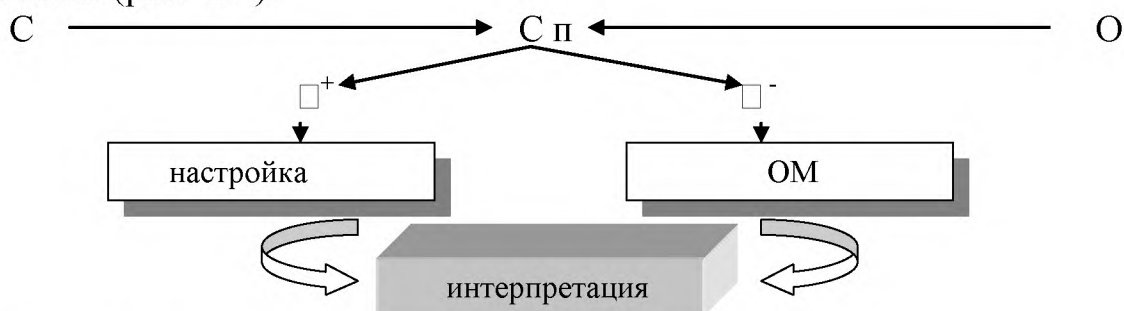 С С п О
□+ □-
настройка ОМ
интерпретация